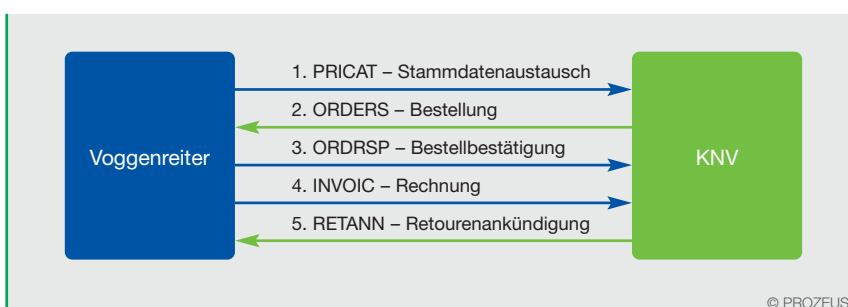 1. PRICAT – Stammdatenaustausch
2. ORDERS – Bestellung
Voggenreiter
3. ORDRSP – Bestellbestätigung
KNV
4. INVOIC – Rechnung
5. RETANN – Retourenankündigung
© PROZEUS